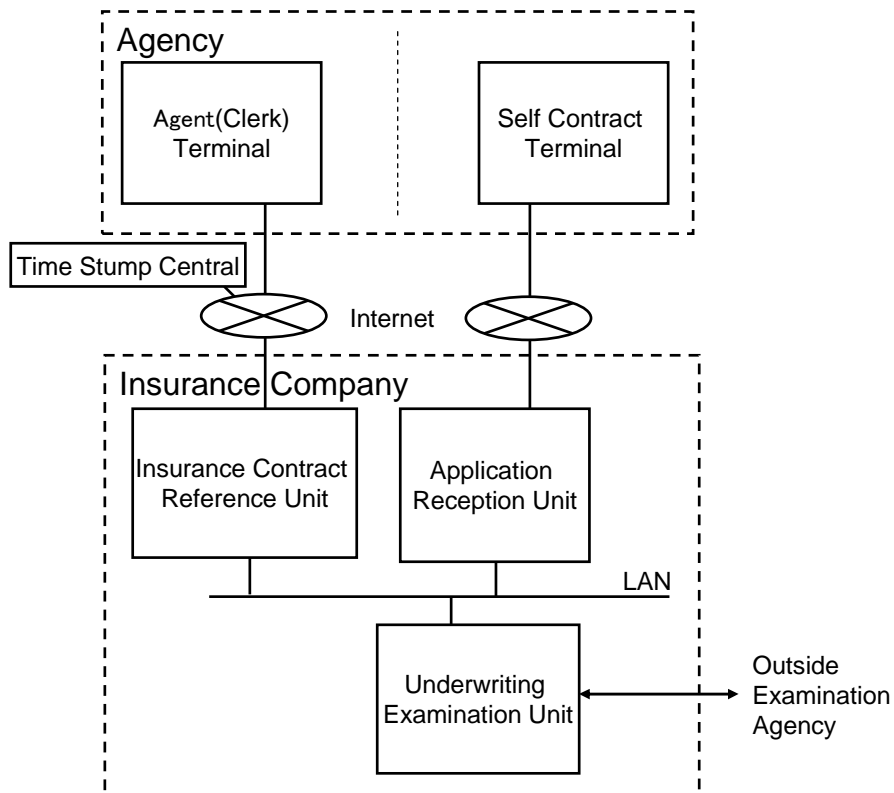 Agency
Agent(Clerk)
Terminal
Self Contract
Terminal
Time Stump Central
Internet
Insurance Company
Insurance Contract
Reference Unit
Application
Reception Unit
LAN
Underwriting
Examination Unit
Outside
Examination
Agency